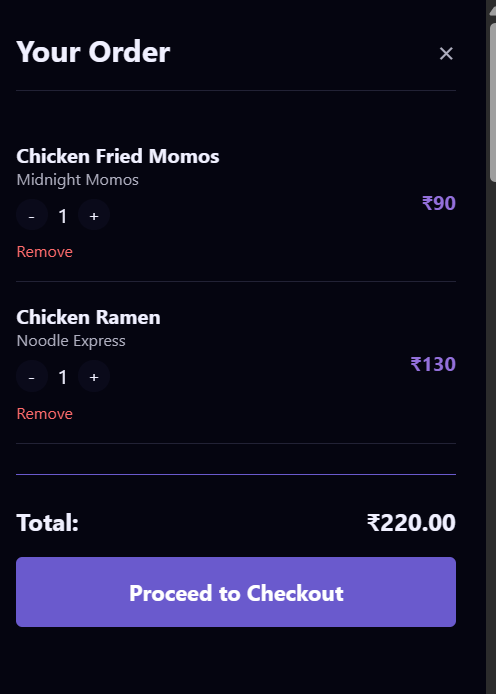 Your Order ×
Chicken Fried Momos
Midnight Momos
₹90
- 1 +
Remove
Chicken Ramen
Noodle Express
₹130
- 1 +
Remove
Total: ₹220.00
Proceed to Checkout